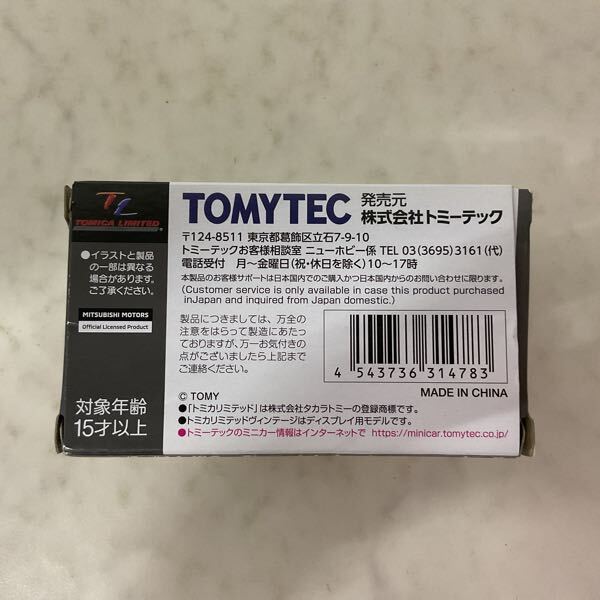 TL
TOMICA LIMITED
●イラストと製品
の一部は異なる
場合があります。
ご了承ください。
MITSUBISHI MOTORS
Official Licensed Product
対象年齢
15才以上
TOMYTEC 発売元
株式会社トミーテック
〒124-8511 東京都葛飾区立石7-9-10
トミーテックお客様相談室 ニューホビー係 TEL 03(3695)3161(代)
電話受付 月〜金曜日(祝・休日を除く)10〜17時
本製品のお客様サポートは日本国内でのご購入かつ日本国内からのお問い合わせに限ります。
(Customer service is only available in case this product purchased
inJapan and inquired from Japan domestic.)
製品につきましては、万全の
注意をはらって製造にあたっ
ておりますが、万一お気付きの
点がございましたら上記まで
ご連絡ください。
4 543736 314783
© TOMY
MADE IN CHINA
●「トミカリミテッド」は株式会社タカラトミーの登録商標です。
●トミカリミテッドヴィンテージはディスプレイ用モデルです。
●トミーテックのミニカー情報はインターネットで https://minicar.tomytec.co.jp/